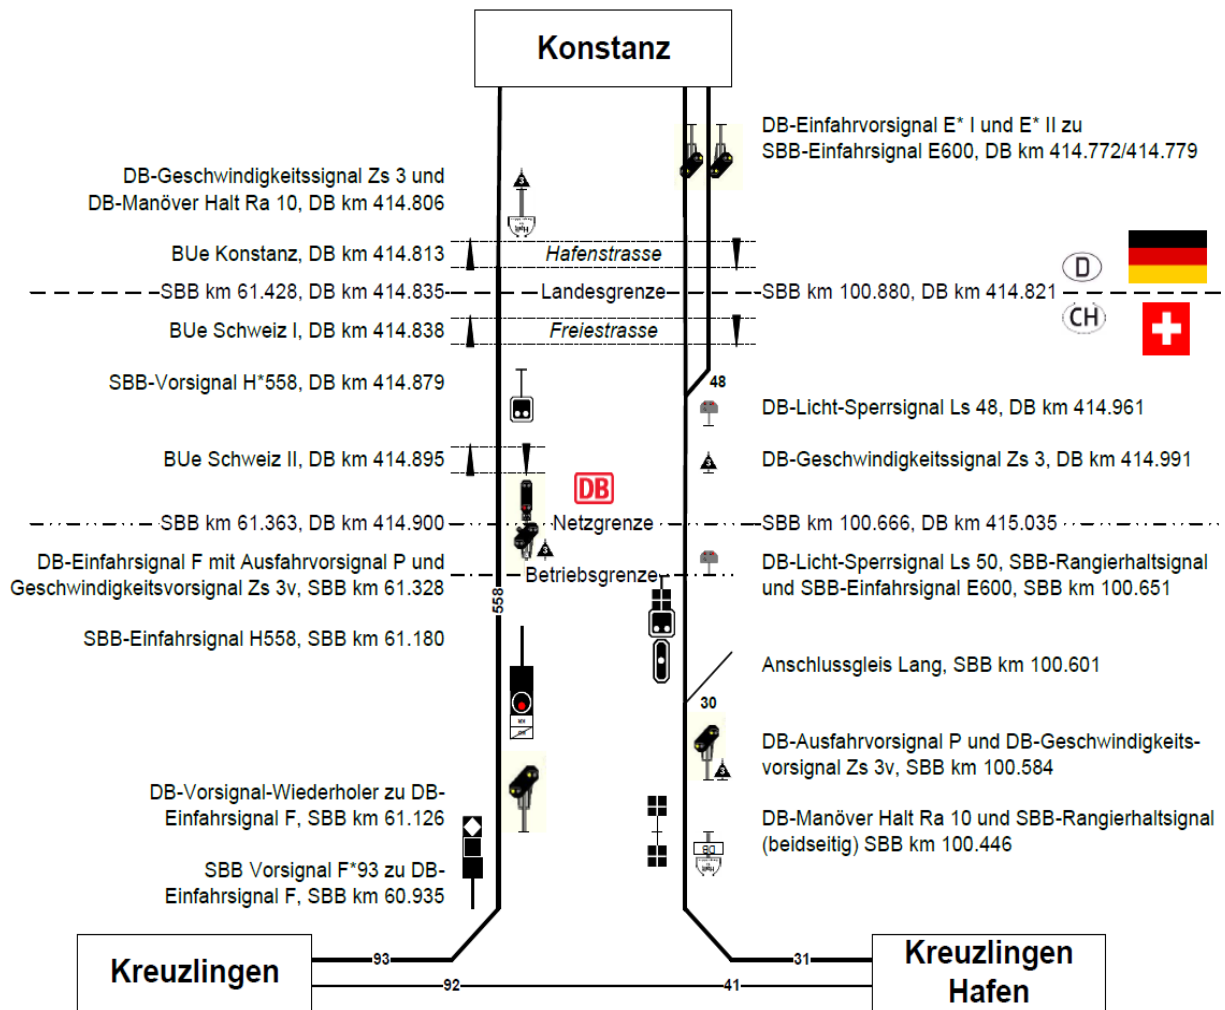 Konstanz
DB-Einfahrvorsignal E* I und E* II zu
SBB-Einfahrsignal E600, DB km 414.772/414.779
DB-Geschwindigkeitssignal Zs 3 und
DB-Manöver Halt Ra 10, DB km 414.806
BUe Konstanz, DB km 414.813
Hafenstrasse
D
SBB km 61.428, DB km 414.835
Landesgrenze
SBB km 100.880, DB km 414.821
CH
BUe Schweiz I, DB km 414.838
Freiestrasse
SBB-Vorsignal H*558, DB km 414.879
48
DB-Licht-Sperrsignal Ls 48, DB km 414.961
BUe Schweiz II, DB km 414.895
DB-Geschwindigkeitssignal Zs 3, DB km 414.991
DB
SBB km 61.363, DB km 414.900
Netzgrenze
SBB km 100.666, DB km 415.035
DB-Einfahrsignal F mit Ausfahrvorsignal P und
Geschwindigkeitsvorsignal Zs 3v, SBB km 61.328
Betriebsgrenze
DB-Licht-Sperrsignal Ls 50, SBB-Rangierhaltsignal
und SBB-Einfahrsignal E600, SBB km 100.651
558
SBB-Einfahrsignal H558, SBB km 61.180
Anschlussgleis Lang, SBB km 100.601
30
DB-Ausfahrvorsignal P und DB-Geschwindigkeits-
vorsignal Zs 3v, SBB km 100.584
DB-Vorsignal-Wiederholer zu DB-
Einfahrsignal F, SBB km 61.126
DB-Manöver Halt Ra 10 und SBB-Rangierhaltsignal
(beidseitig) SBB km 100.446
DB
SBB Vorsignal F*93 zu DB-
Einfahrsignal F, SBB km 60.935
Kreuzlingen
93
31
92
41
Kreuzlingen
Hafen